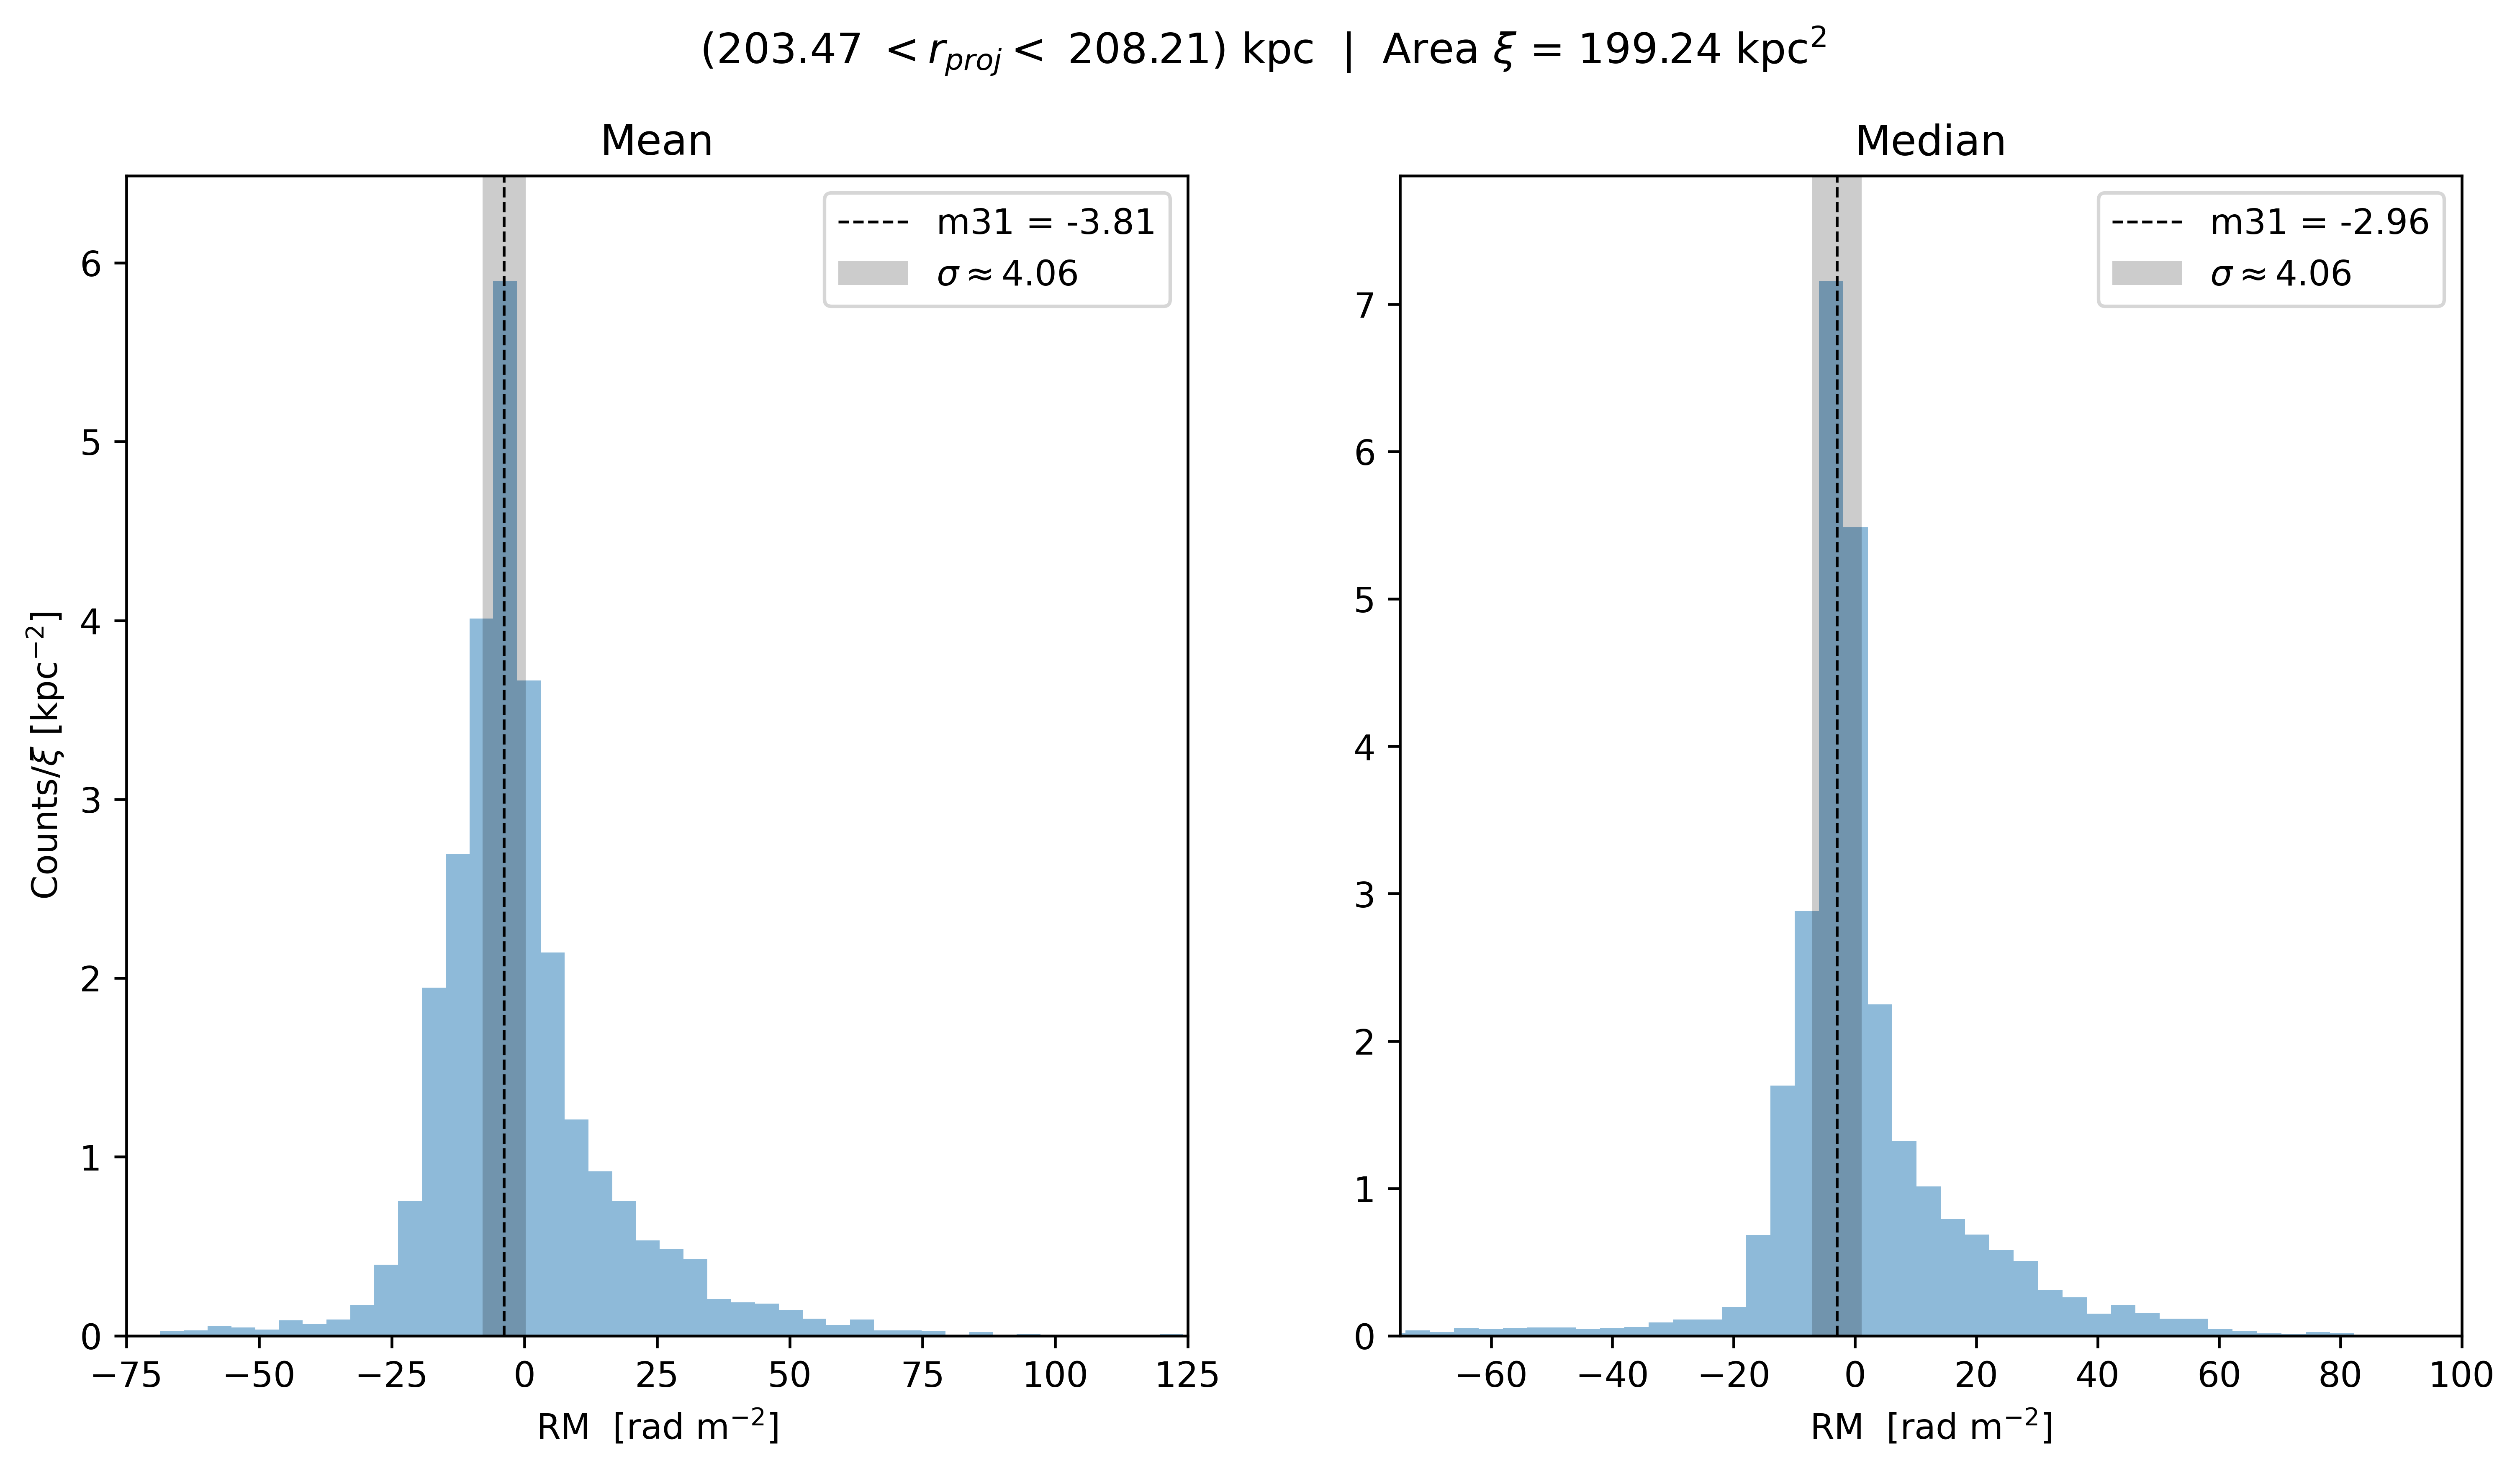 (203.47 < r_proj < 208.21) kpc | Area ξ = 199.24 kpc²
Mean
m31 = -3.81
σ ≈ 4.06
Counts/ξ [kpc⁻²]
6
5
4
3
2
1
0
−75 −50 −25 0 25 50 75 100 125
RM [rad m⁻²]
Median
m31 = -2.96
σ ≈ 4.06
7
6
5
4
3
2
1
0
−60 −40 −20 0 20 40 60 80 100
RM [rad m⁻²]